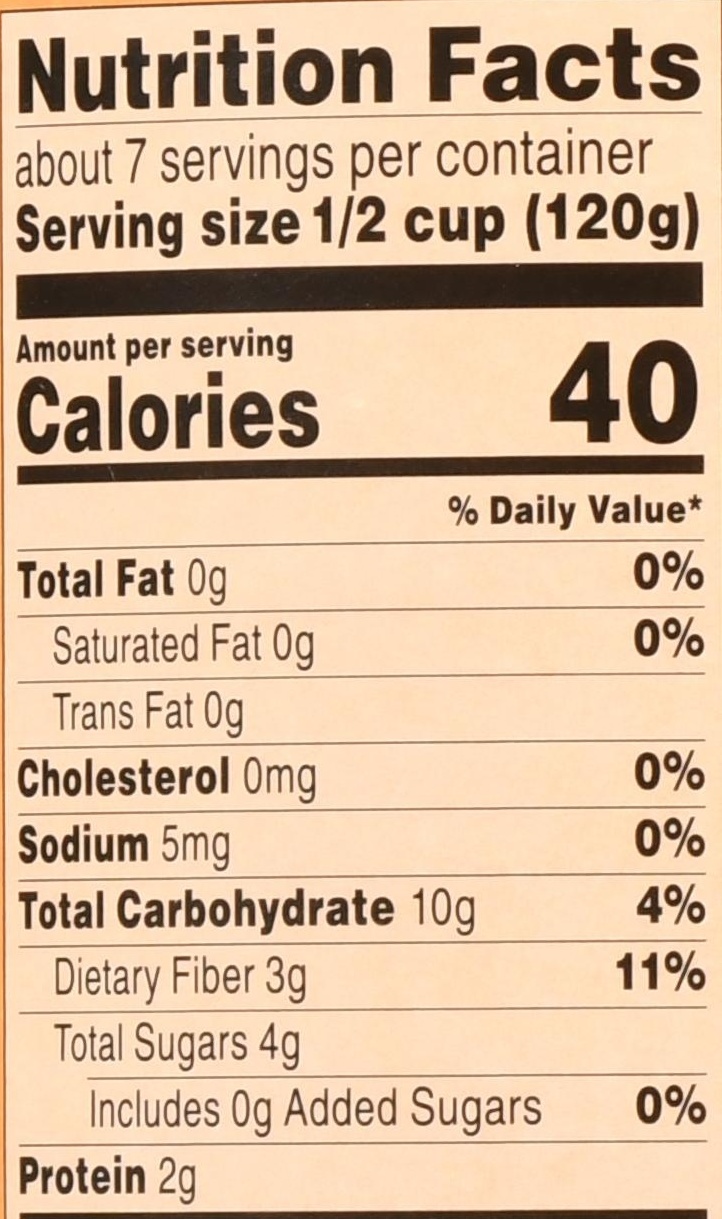 Nutrition Facts
about 7 servings per container
Serving size 1/2 cup (120g)
Amount per serving
Calories 40
% Daily Value*
Total Fat 0g 0%
Saturated Fat 0g 0%
Trans Fat 0g
Cholesterol 0mg 0%
Sodium 5mg 0%
Total Carbohydrate 10g 4%
Dietary Fiber 3g 11%
Total Sugars 4g
Includes 0g Added Sugars 0%
Protein 2g